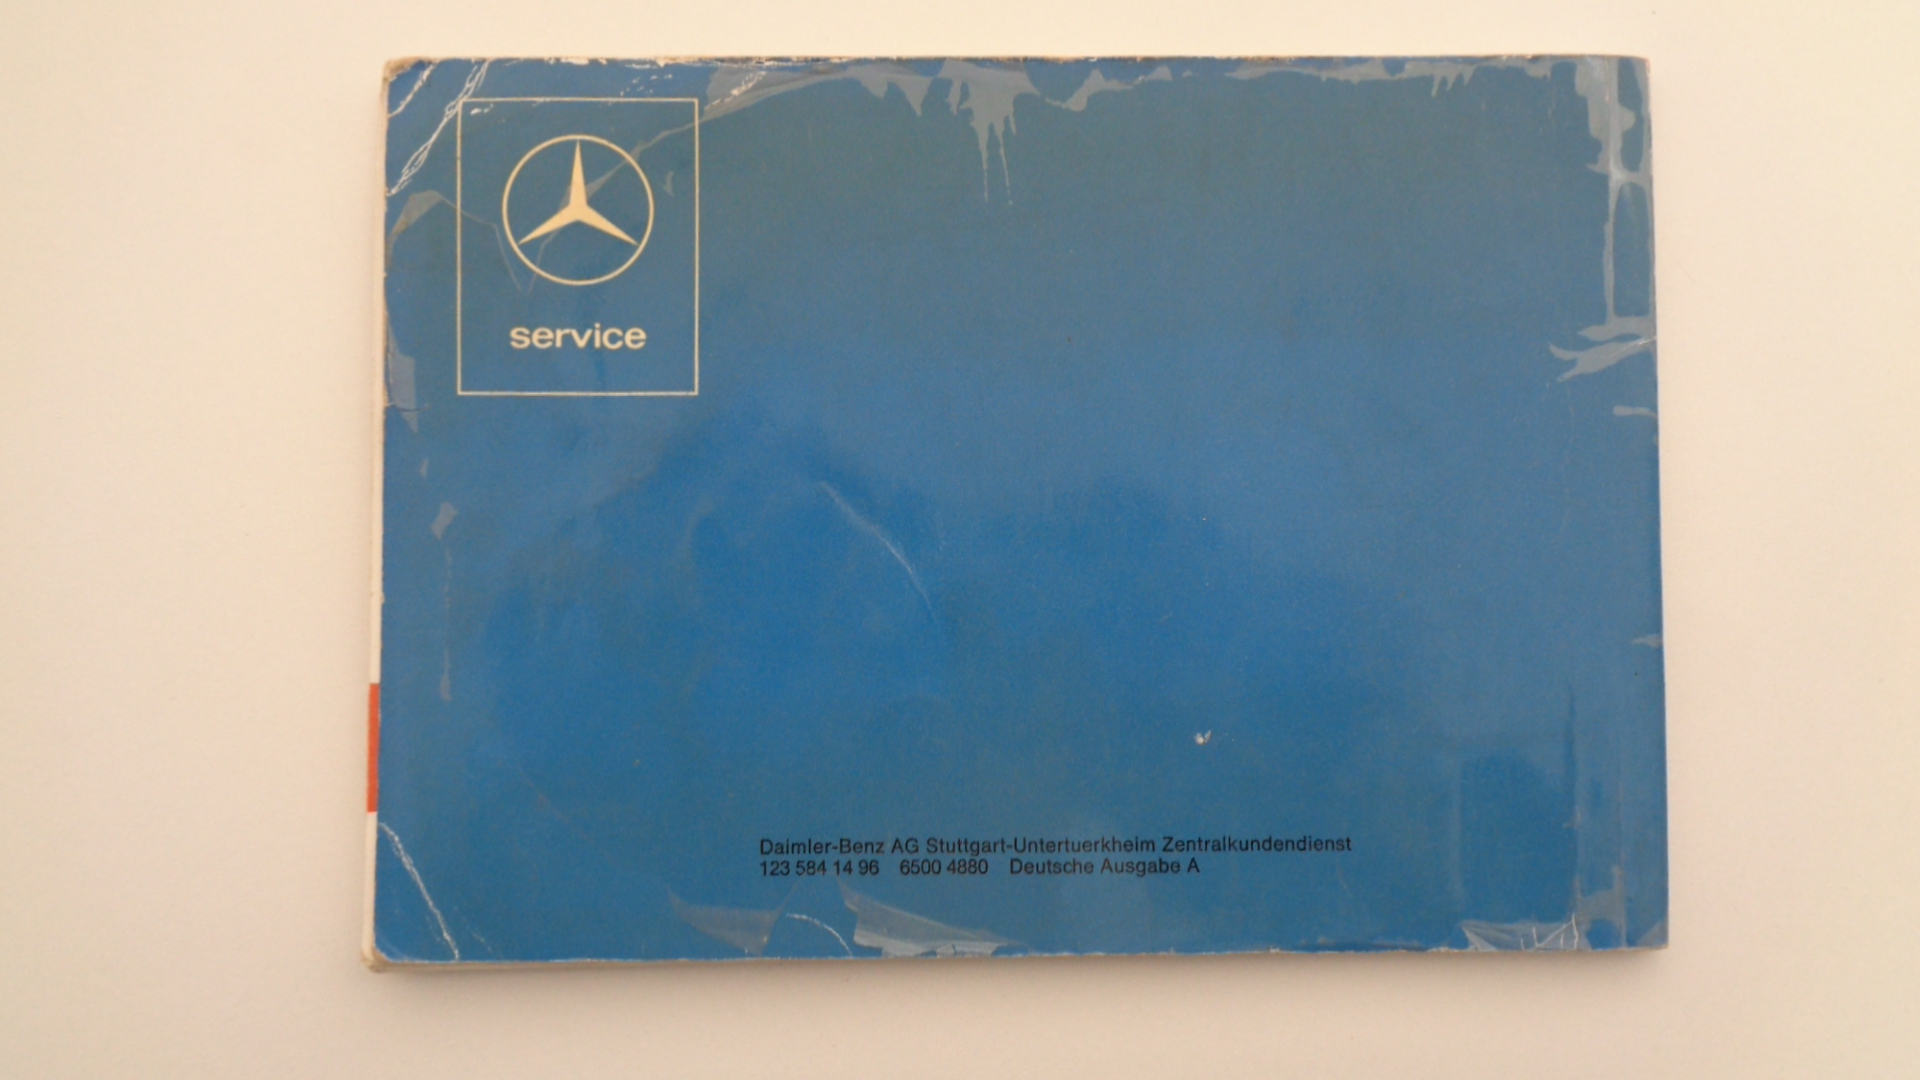 service
Daimler-Benz AG Stuttgart-Untertuerkheim Zentralkundendienst
123 584 14 96 6500 4880 Deutsche Ausgabe A